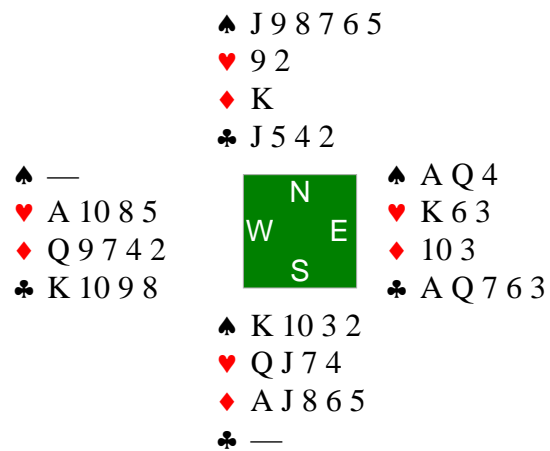 ♠ J 9 8 7 6 5
♥ 9 2
♦ K
♣ J 5 4 2
♠ —
♥ A 10 8 5
♦ Q 9 7 4 2
♣ K 10 9 8
N
W E
S
♠ A Q 4
♥ K 6 3
♦ 10 3
♣ A Q 7 6 3
♠ K 10 3 2
♥ Q J 7 4
♦ A J 8 6 5
♣ —